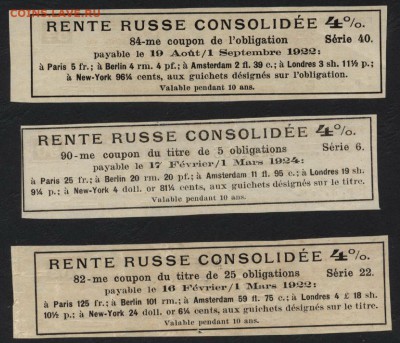 COINSS.LAVE.RU
RENTE RUSSE CONSOLIDÉE 4%.
84-me coupon de l'obligation Série 40.
payable le 19 Août/1 Septembre 1922:
à Paris 5 fr.; à Berlin 4 rm. 4 pf.; à Amsterdam 2 fl. 39 c.; à Londres 3 sh. 11½ p.;
à New-York 96¼ cents, aux guichets désignés sur l'obligation.
Valable pendant 10 ans.
RENTE RUSSE CONSOLIDÉE 4%.
90-me coupon du titre de 5 obligations Série 6.
payable le 17 Février/1 Mars 1924:
à Paris 25 fr.; à Berlin 20 rm. 20 pf.; à Amsterdam 11 fl. 95 c.; à Londres 19 sh.
9¼ p.; à New-York 4 doll. or 81¼ cents, aux guichets désignés sur le titre.
Valable pendant 10 ans.
RENTE RUSSE CONSOLIDÉE 4%.
82-me coupon du titre de 25 obligations Série 22.
payable le 16 Février/1 Mars 1922:
à Paris 125 fr.; à Berlin 101 rm.; à Amsterdam 59 fl. 75 c.; à Londres 4 £ 18 sh.
10½ p.; à New-York 24 doll. or 6¼ cents, aux guichets désignés sur le titre.
Valable pendant 10 ans.